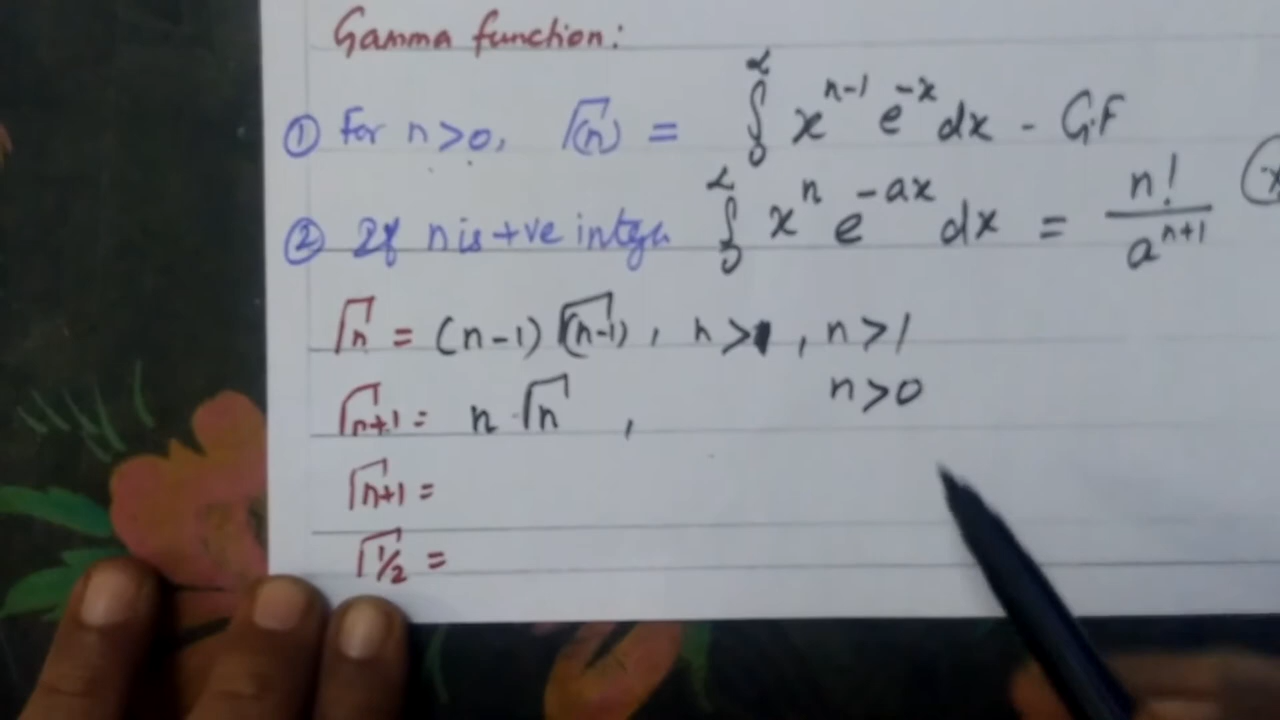 Gamma function:
① For n>0, Γ(n) = ∫₀^∞ x^(n-1) e^(-x) dx - G.F
② If n is +ve intgr ∫₀^∞ x^n e^(-ax) dx = n!/a^(n+1)
Γn = (n-1) Γ(n-1), n>1, n>1
n>0
Γn+1 = n·Γn ,
Γn+1 =
Γ1/2 =